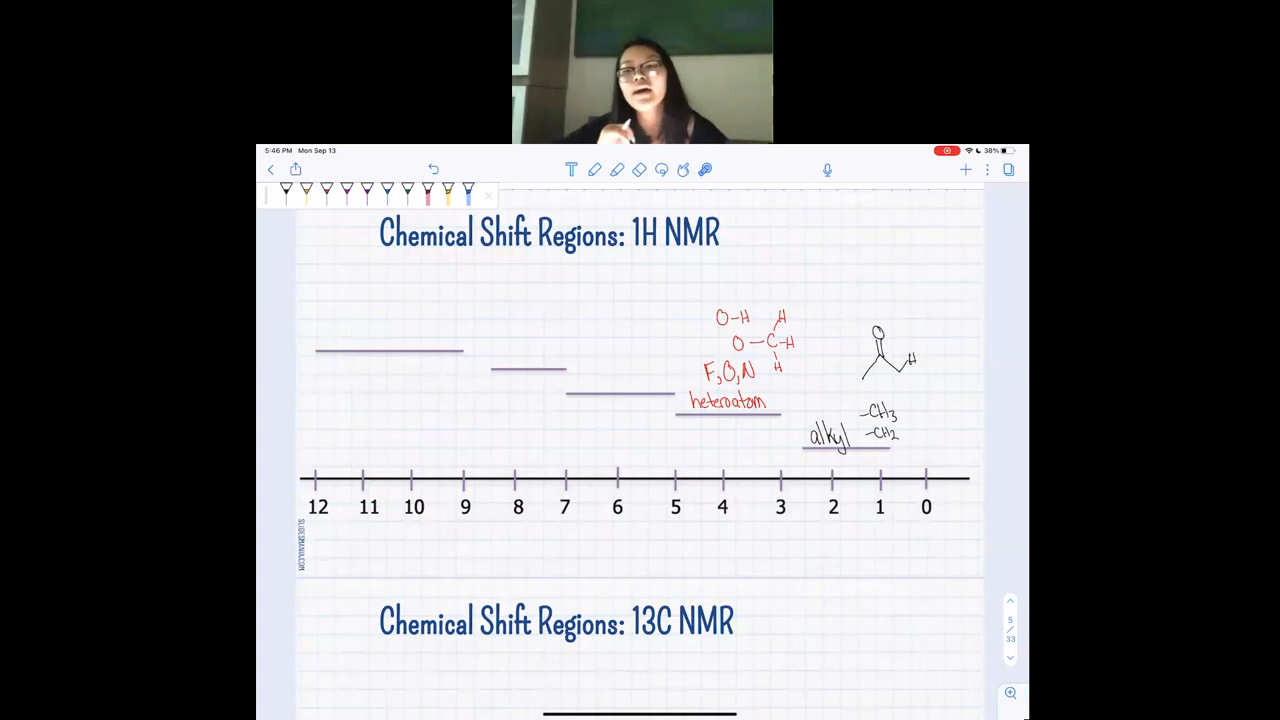 5:46 PM Mon Sep 13
38%
T
Chemical Shift Regions: 1H NMR
O-H H
O-C-H
H
F,O,N
heteroatom
O
H
-CH3
alkyl -CH2
12 11 10 9 8 7 6 5 4 3 2 1 0
SLIDESMANIA.COM
Chemical Shift Regions: 13C NMR
5
/
33